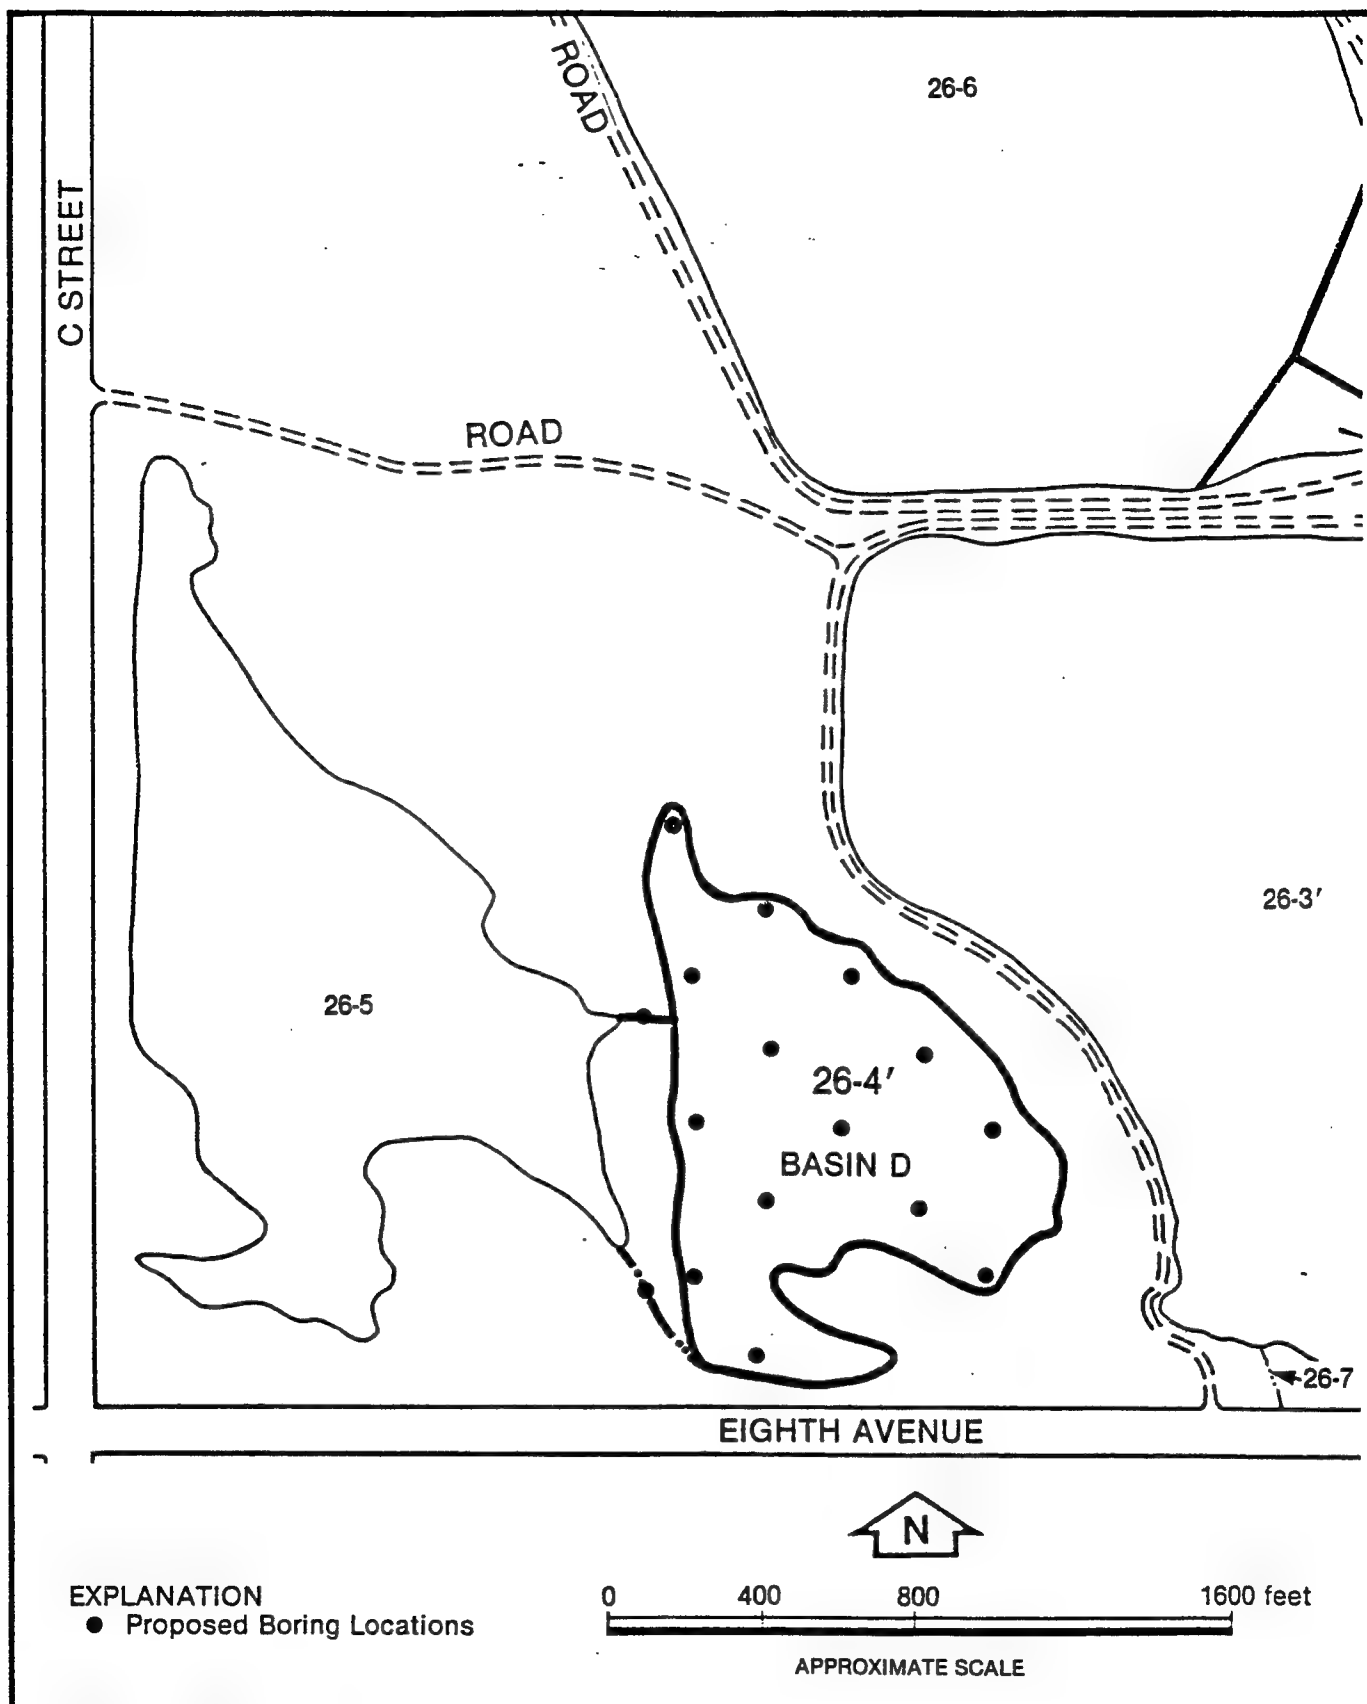 ROAD
26-6
C STREET
ROAD
26-3'
26-5
26-4'
BASIN D
26-7
EIGHTH AVENUE
N
EXPLANATION
● Proposed Boring Locations
0 400 800 1600 feet
APPROXIMATE SCALE